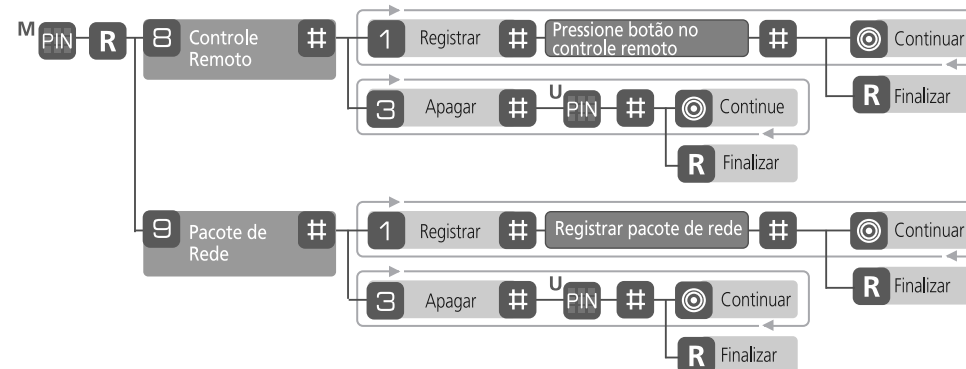 M PIN R 8 Controle Remoto # 1 Registrar # Pressione botão no controle remoto # Continuar
R Finalizar
3 Apagar # U PIN # Continue
R Finalizar
9 Pacote de Rede # 1 Registrar # Registrar pacote de rede # Continuar
R Finalizar
3 Apagar # U PIN # Continuar
R Finalizar